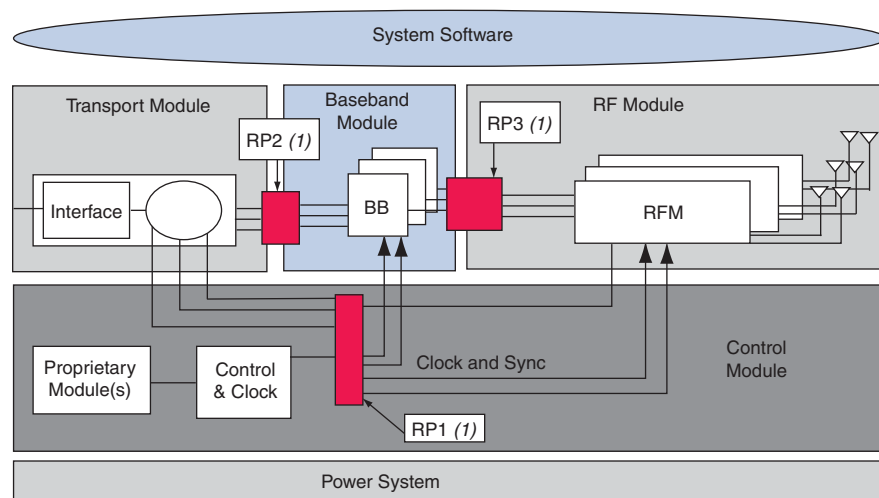 System Software
Transport Module
Baseband
Module
RF Module
RP2 (1)
RP3 (1)
Interface
BB
RFM
Proprietary
Module(s)
Control
& Clock
Clock and Sync
Control
Module
RP1 (1)
Power System